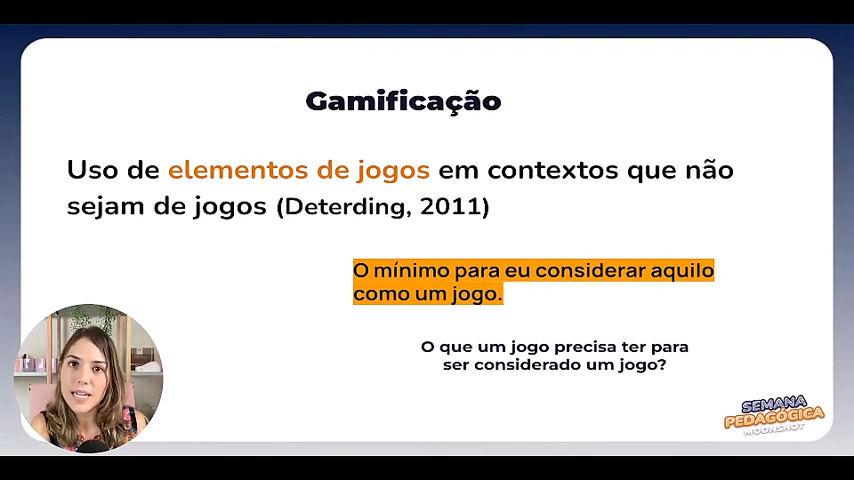 Gamificação
Uso de elementos de jogos em contextos que não
sejam de jogos (Deterding, 2011)
O mínimo para eu considerar aquilo
como um jogo.
O que um jogo precisa ter para
ser considerado um jogo?
SEMANA
PEDAGÓGICA
MOONSHOT